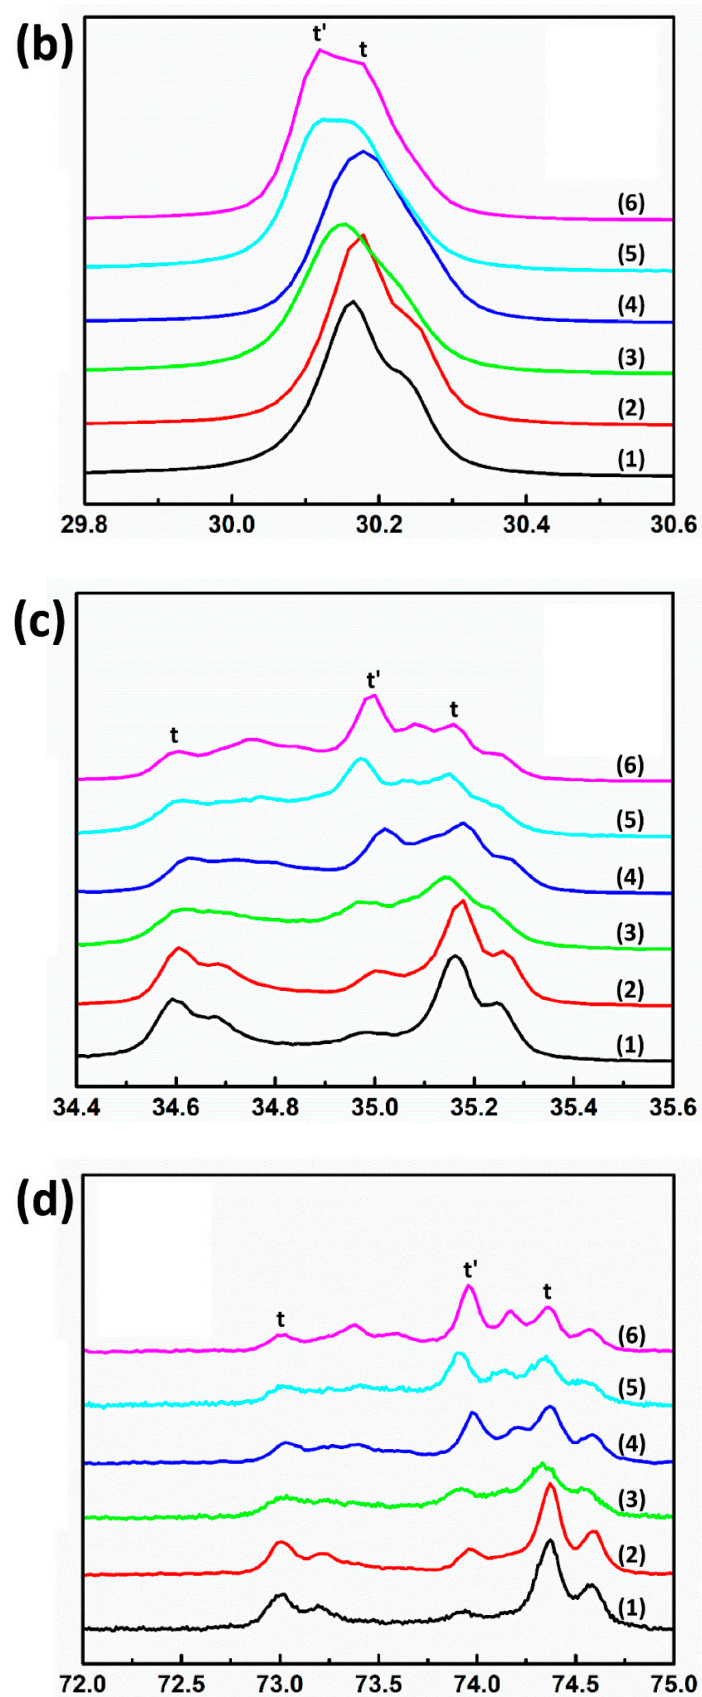 (b)
t'
t
(6)
(5)
(4)
(3)
(2)
(1)
29.8 30.0 30.2 30.4 30.6
(c)
t'
t t
(6)
(5)
(4)
(3)
(2)
(1)
34.4 34.6 34.8 35.0 35.2 35.4 35.6
(d)
t'
t t
(6)
(5)
(4)
(3)
(2)
(1)
72.0 72.5 73.0 73.5 74.0 74.5 75.0